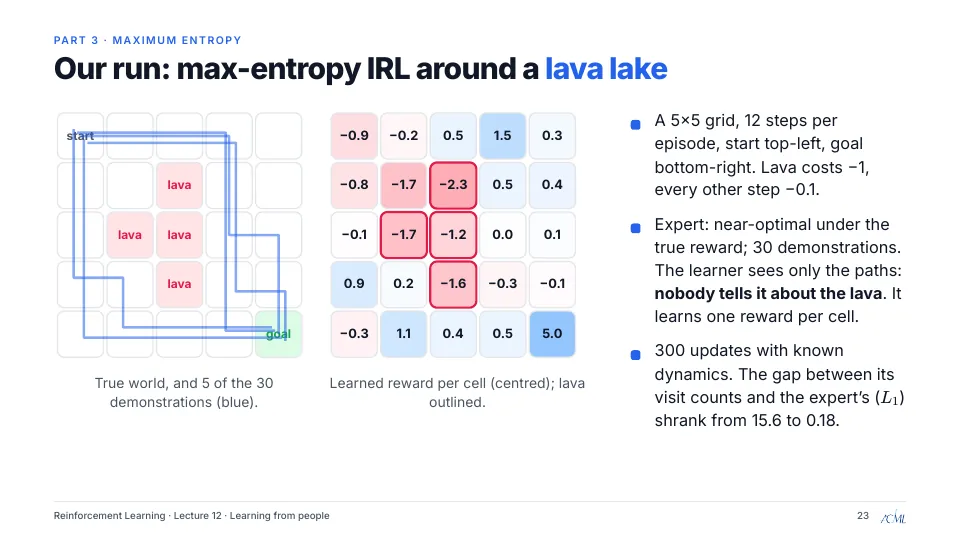 PART 3 · MAXIMUM ENTROPY
Our run: max-entropy IRL around a lava lake
start
lava
lava lava
lava
goal
True world, and 5 of the 30
demonstrations (blue).
−0.9 −0.2 0.5 1.5 0.3
−0.8 −1.7 −2.3 0.5 0.4
−0.1 −1.7 −1.2 0.0 0.1
0.9 0.2 −1.6 −0.3 −0.1
−0.3 1.1 0.4 0.5 5.0
Learned reward per cell (centred); lava
outlined.
A 5×5 grid, 12 steps per
episode, start top-left, goal
bottom-right. Lava costs −1,
every other step −0.1.
Expert: near-optimal under the
true reward; 30 demonstrations.
The learner sees only the paths:
nobody tells it about the lava. It
learns one reward per cell.
300 updates with known
dynamics. The gap between its
visit counts and the expert's (L₁)
shrank from 15.6 to 0.18.
Reinforcement Learning · Lecture 12 · Learning from people
23
ACML